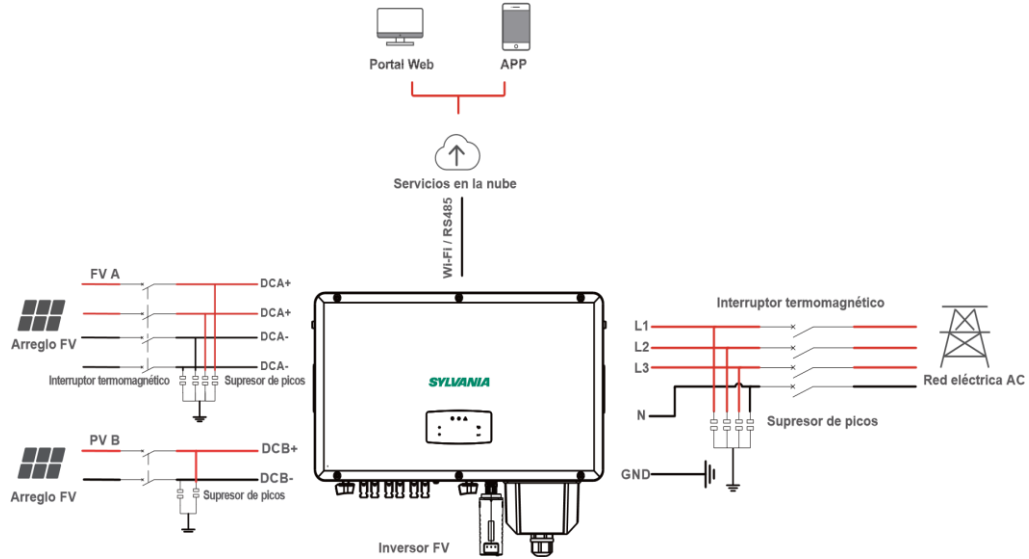 Portal Web
APP
Servicios en la nube
Wi-Fi / RS485
FV A
DCA+
DCA+
DCA-
DCA-
Arreglo FV
Interruptor termomagnético
Supresor de picos
PV B
DCB+
DCB-
Arreglo FV
Supresor de picos
SYLVANIA
Inversor FV
Interruptor termomagnético
L1
L2
L3
N
Red eléctrica AC
Supresor de picos
GND